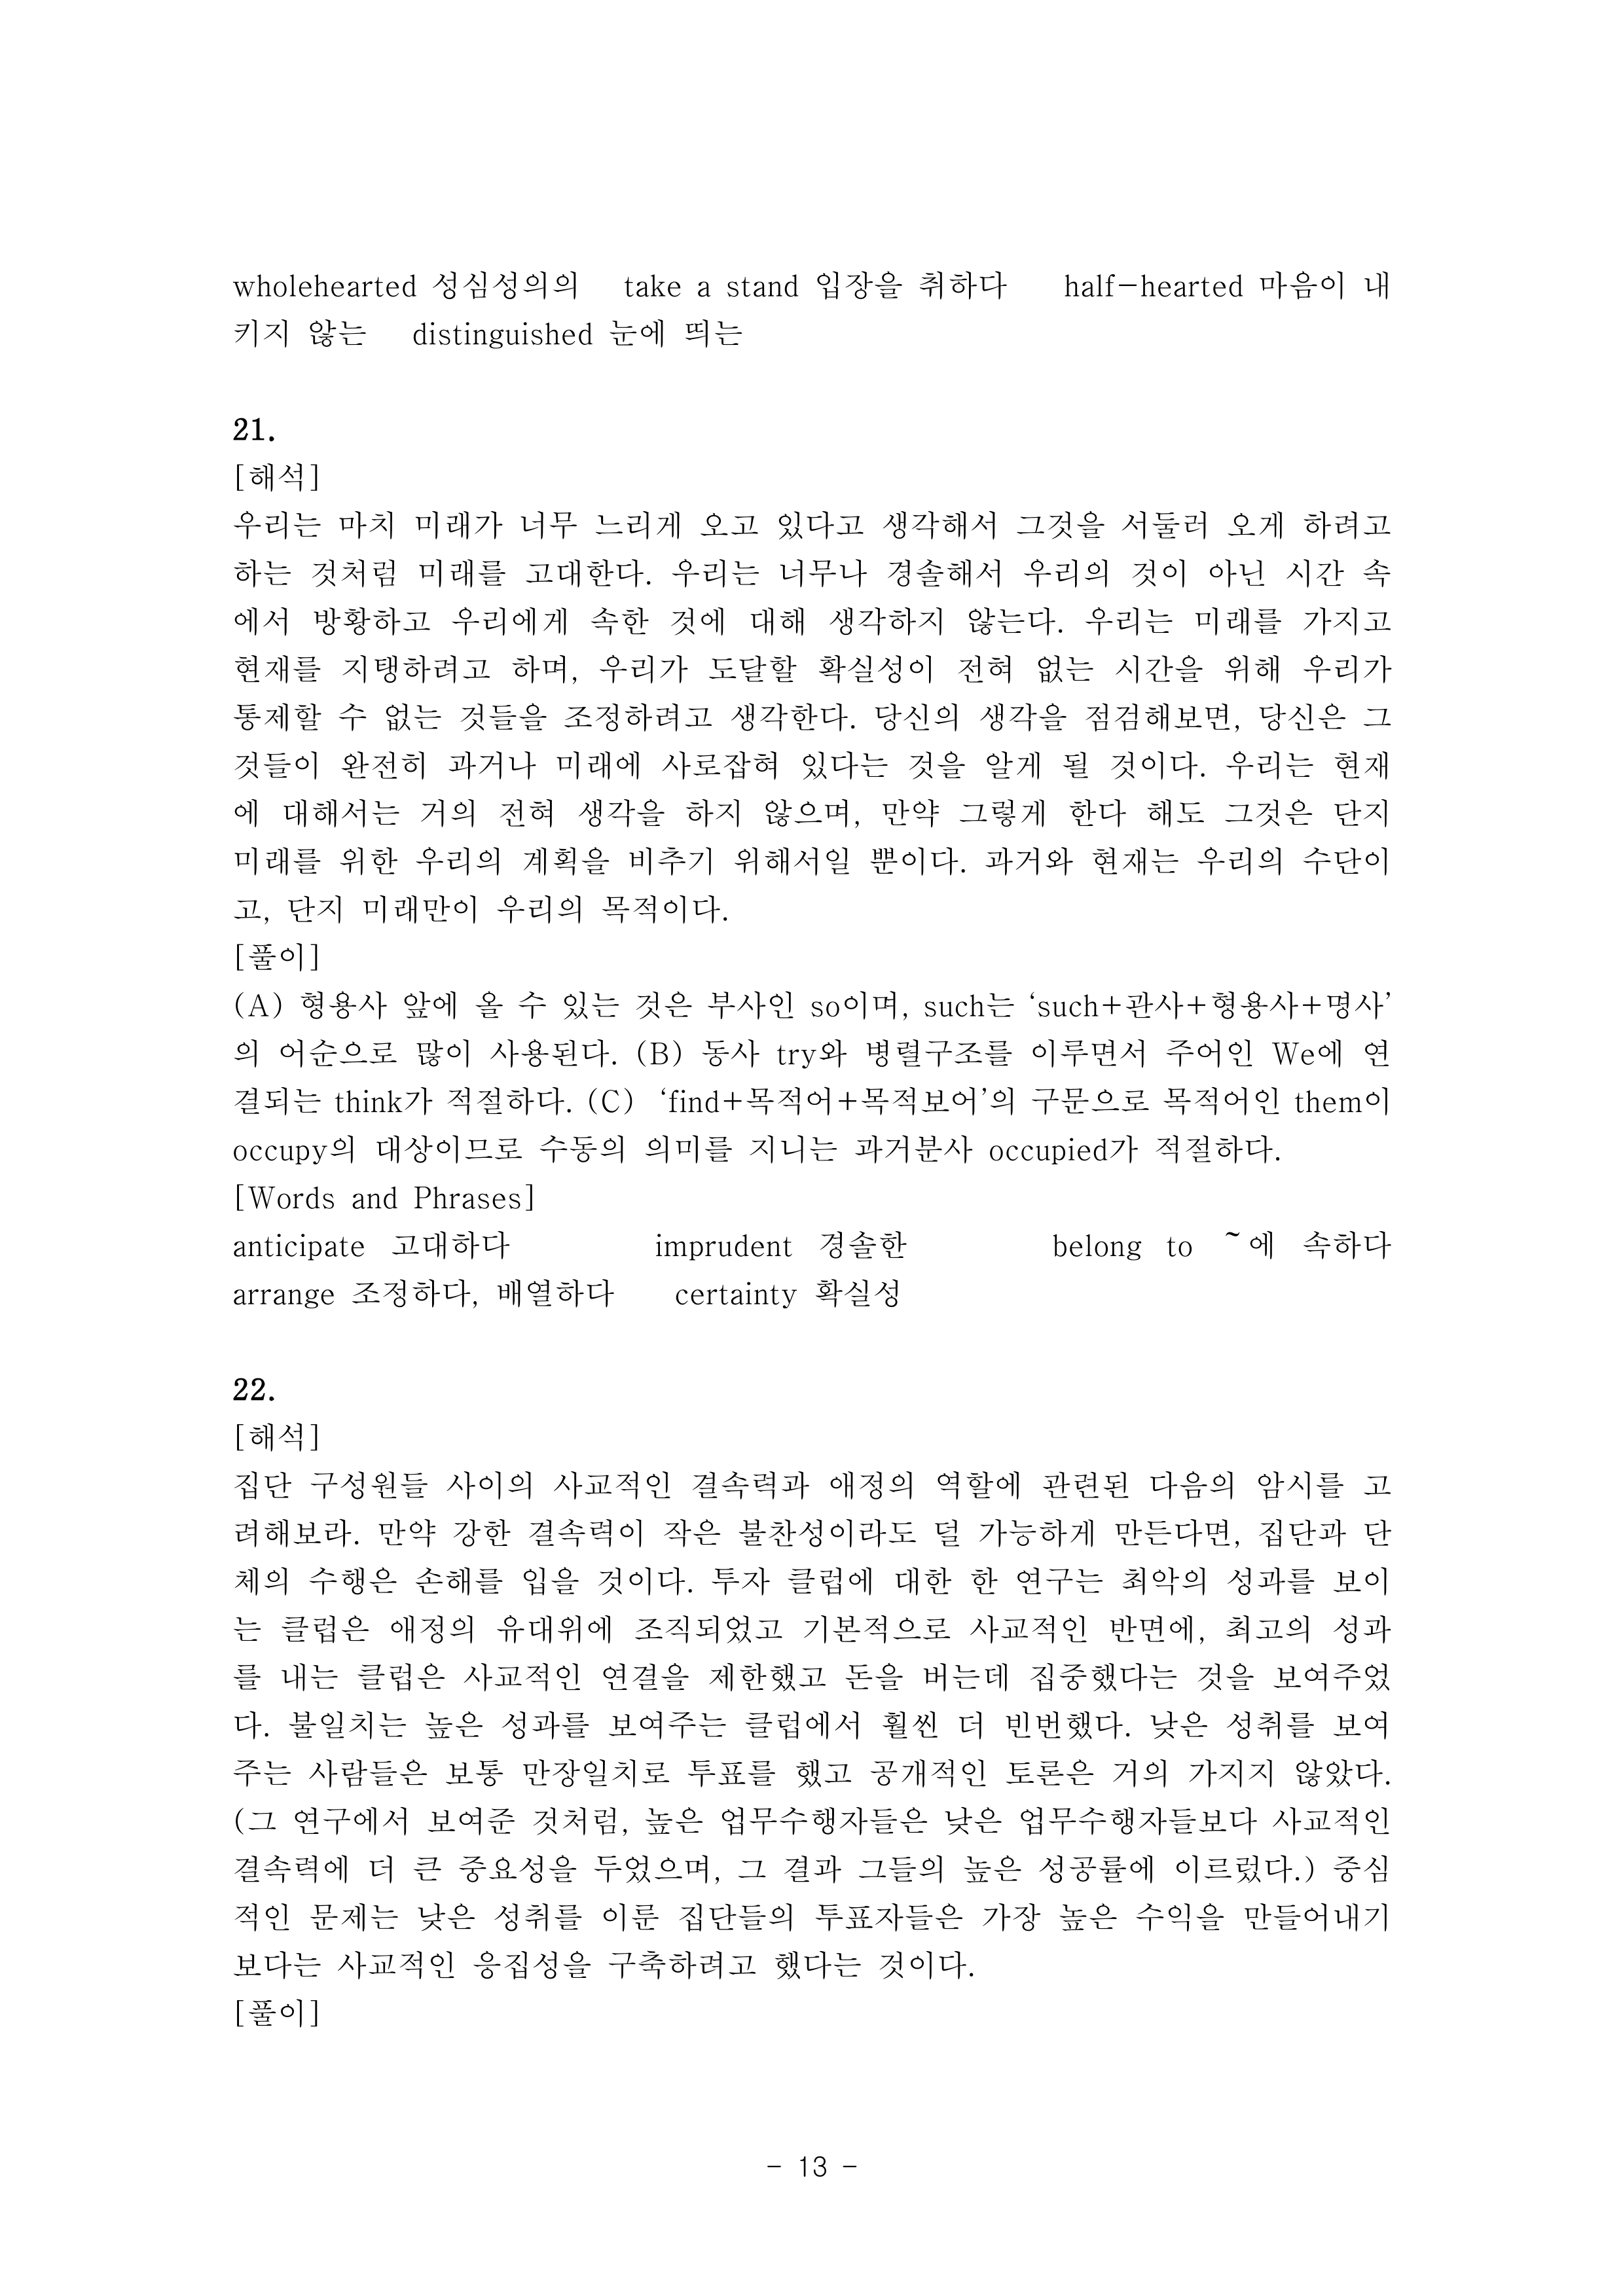 wholehearted 성심성의의 take a stand 입장을 취하다 half-hearted 마음이 내
키지 않는 distinguished 눈에 띄는
21.
[해석]
우리는 마치 미래가 너무 느리게 오고 있다고 생각해서 그것을 서둘러 오게 하려고
하는 것처럼 미래를 고대한다. 우리는 너무나 경솔해서 우리의 것이 아닌 시간 속
에서 방황하고 우리에게 속한 것에 대해 생각하지 않는다. 우리는 미래를 가지고
현재를 지탱하려고 하며, 우리가 도달할 확실성이 전혀 없는 시간을 위해 우리가
통제할 수 없는 것들을 조정하려고 생각한다. 당신의 생각을 점검해보면, 당신은 그
것들이 완전히 과거나 미래에 사로잡혀 있다는 것을 알게 될 것이다. 우리는 현재
에 대해서는 거의 전혀 생각을 하지 않으며, 만약 그렇게 한다 해도 그것은 단지
미래를 위한 우리의 계획을 비추기 위해서일 뿐이다. 과거와 현재는 우리의 수단이
고, 단지 미래만이 우리의 목적이다.
[풀이]
(A) 형용사 앞에 올 수 있는 것은 부사인 so이며, such는 ‘such+관사+형용사+명사’
의 어순으로 많이 사용된다. (B) 동사 try와 병렬구조를 이루면서 주어인 We에 연
결되는 think가 적절하다. (C) ‘find+목적어+목적보어’의 구문으로 목적어인 them이
occupy의 대상이므로 수동의 의미를 지니는 과거분사 occupied가 적절하다.
[Words and Phrases]
anticipate 고대하다 imprudent 경솔한 belong to ~에 속하다
arrange 조정하다, 배열하다 certainty 확실성
22.
[해석]
집단 구성원들 사이의 사교적인 결속력과 애정의 역할에 관련된 다음의 암시를 고
려해보라. 만약 강한 결속력이 작은 불찬성이라도 덜 가능하게 만든다면, 집단과 단
체의 수행은 손해를 입을 것이다. 투자 클럽에 대한 한 연구는 최악의 성과를 보이
는 클럽은 애정의 유대위에 조직되었고 기본적으로 사교적인 반면에, 최고의 성과
를 내는 클럽은 사교적인 연결을 제한했고 돈을 버는데 집중했다는 것을 보여주었
다. 불일치는 높은 성과를 보여주는 클럽에서 훨씬 더 빈번했다. 낮은 성취를 보여
주는 사람들은 보통 만장일치로 투표를 했고 공개적인 토론은 거의 가지지 않았다.
(그 연구에서 보여준 것처럼, 높은 업무수행자들은 낮은 업무수행자들보다 사교적인
결속력에 더 큰 중요성을 두었으며, 그 결과 그들의 높은 성공률에 이르렀다.) 중심
적인 문제는 낮은 성취를 이룬 집단들의 투표자들은 가장 높은 수익을 만들어내기
보다는 사교적인 응집성을 구축하려고 했다는 것이다.
[풀이]
- 13 -